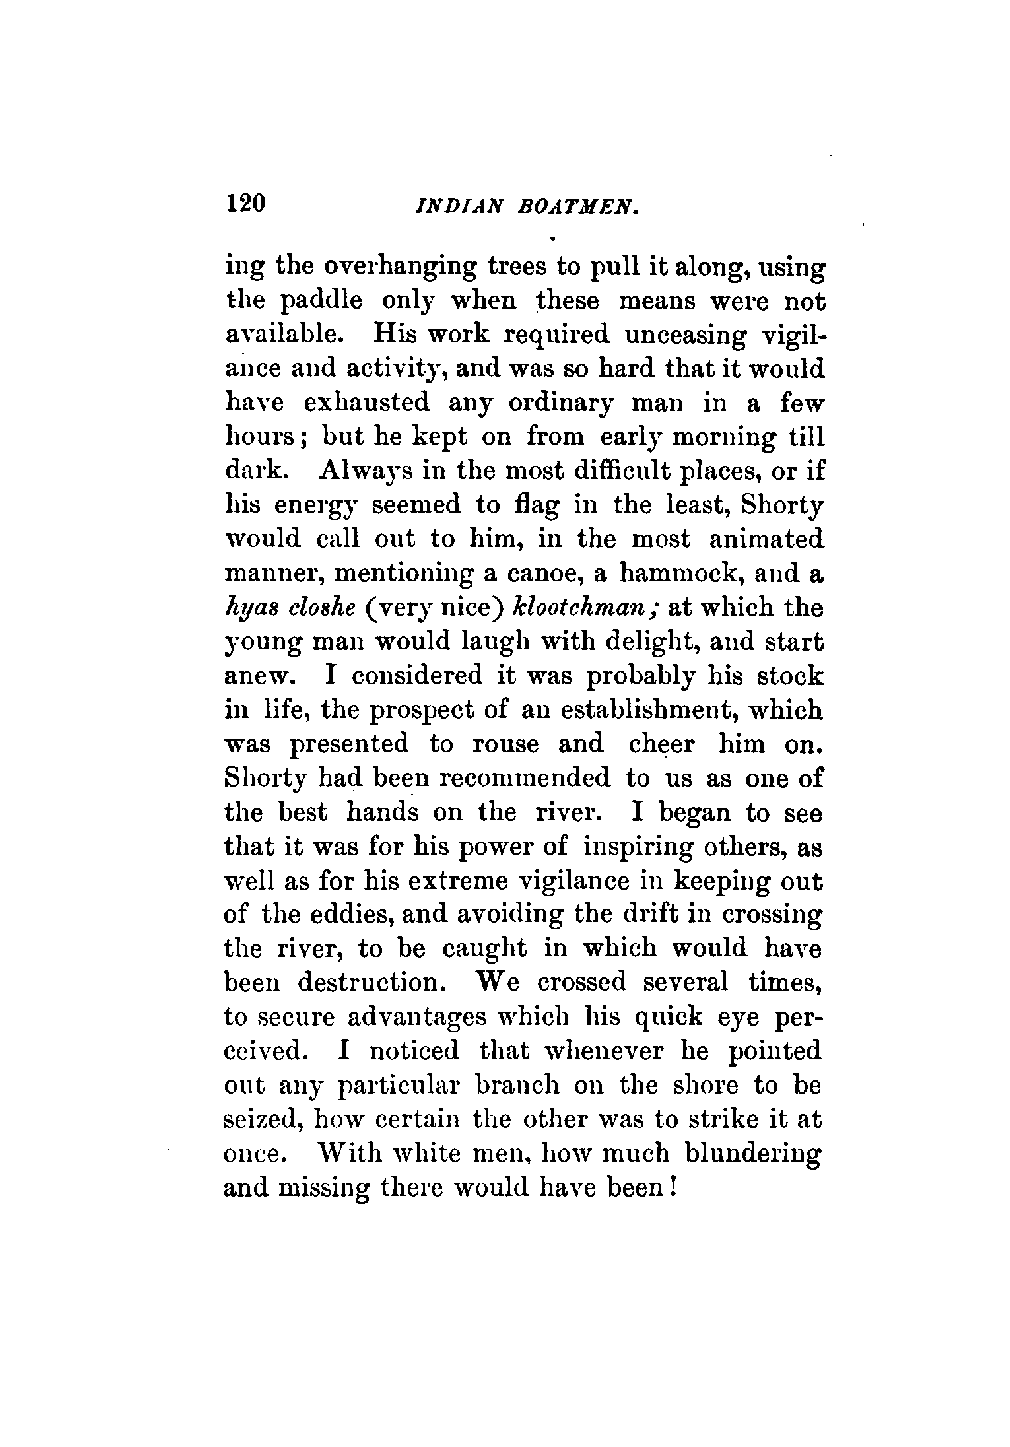 120 INDIAN BOATMEN.
ing the overhanging trees to pull it along, using
the paddle only when these means were not
available. His work required unceasing vigil-
ance and activity, and was so hard that it would
have exhausted any ordinary man in a few
hours; but he kept on from early morning till
dark. Always in the most difficult places, or if
his energy seemed to flag in the least, Shorty
would call out to him, in the most animated
manner, mentioning a canoe, a hammock, and a
hyas closhe (very nice) klootchman; at which the
young man would laugh with delight, and start
anew. I considered it was probably his stock
in life, the prospect of an establishment, which
was presented to rouse and cheer him on.
Shorty had been recommended to us as one of
the best hands on the river. I began to see
that it was for his power of inspiring others, as
well as for his extreme vigilance in keeping out
of the eddies, and avoiding the drift in crossing
the river, to be caught in which would have
been destruction. We crossed several times,
to secure advantages which his quick eye per-
ceived. I noticed that whenever he pointed
out any particular branch on the shore to be
seized, how certain the other was to strike it at
once. With white men, how much blundering
and missing there would have been!